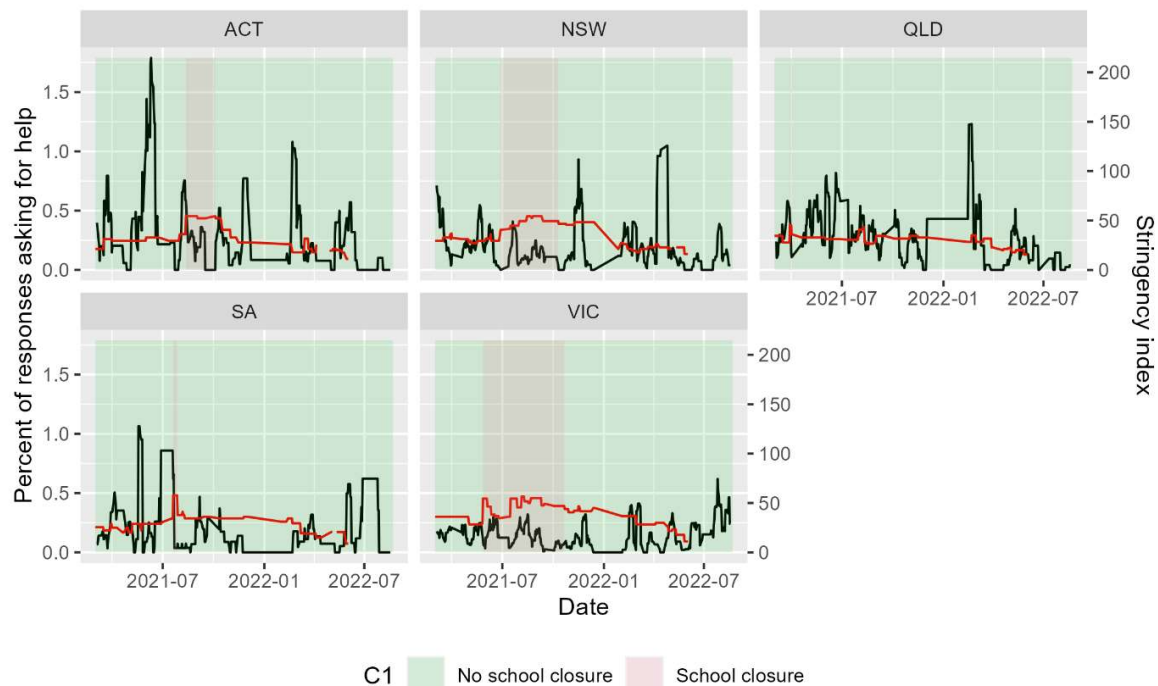 ACT
NSW
QLD
1.5
1.0
0.5
0.0
200
150
100
50
0
2021-07
2022-01
2022-07
SA
VIC
1.5
1.0
0.5
0.0
200
150
100
50
0
2021-07
2022-01
2022-07
2021-07
2022-01
2022-07
Percent of responses asking for help
Stringency index
Date
C1
No school closure
School closure